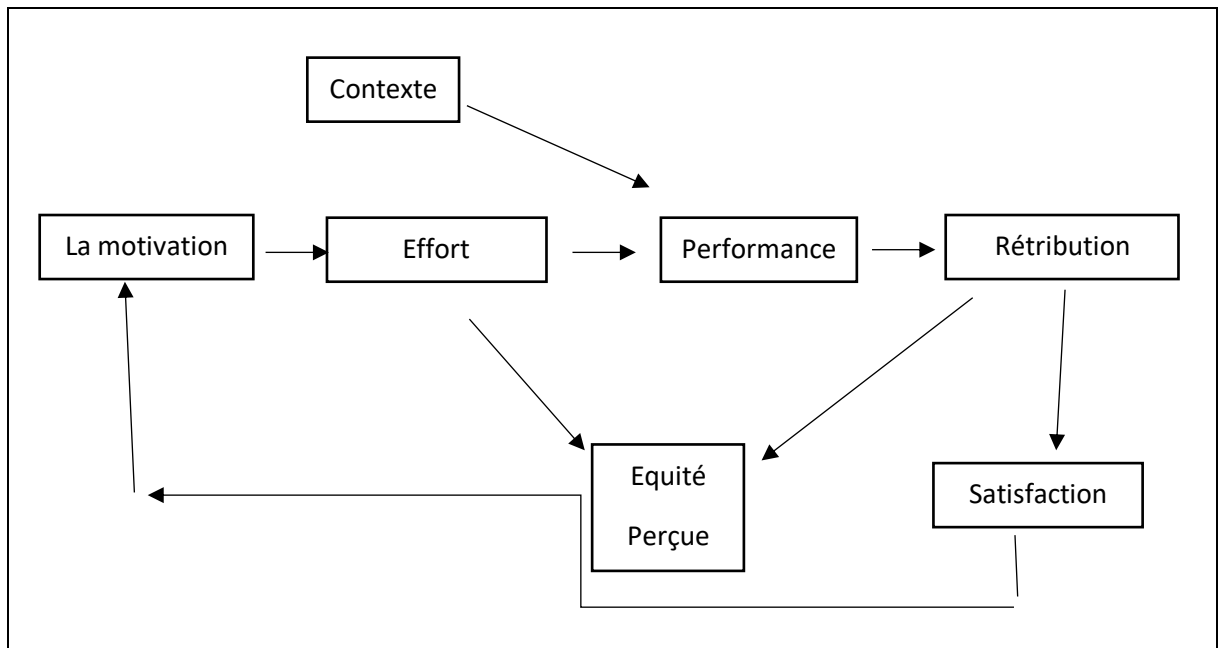 Contexte
La motivation
Effort
Performance
Rétribution
Equité
Perçue
Satisfaction